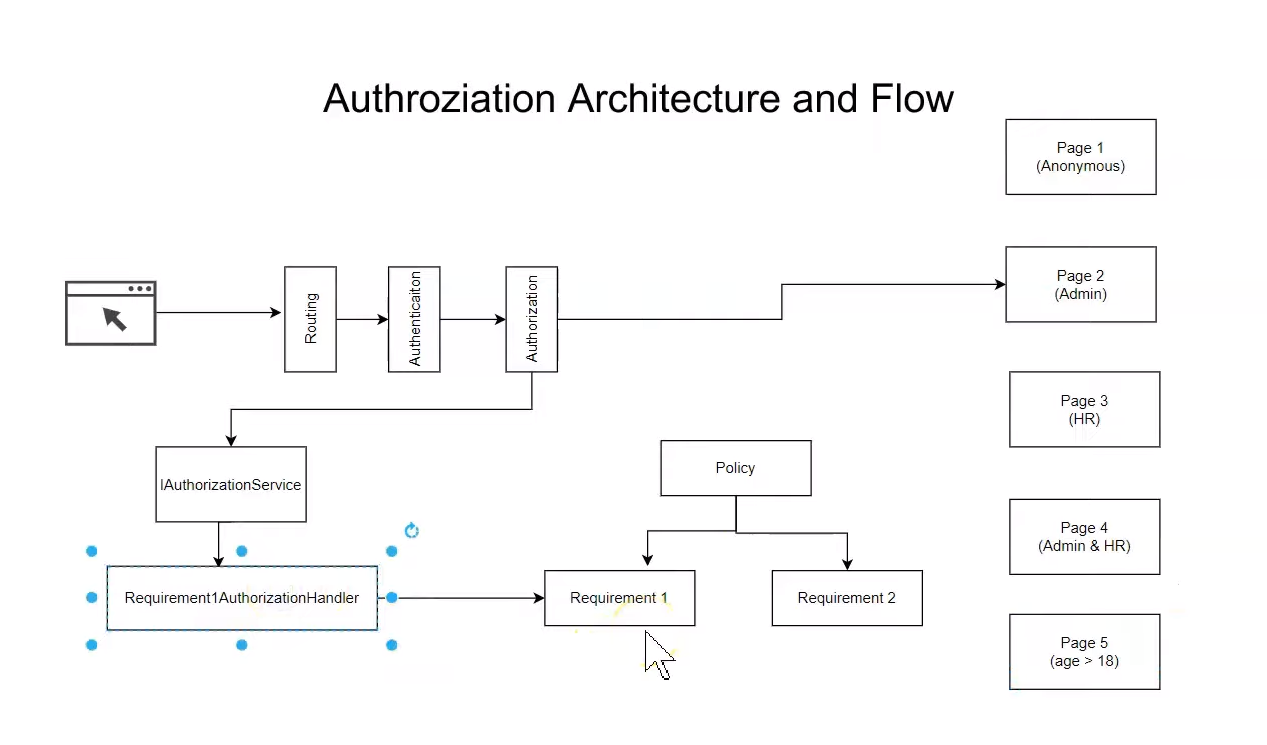 Authroziation Architecture and Flow
Page 1
(Anonymous)
Page 2
(Admin)
Routing
Authenticaiton
Authorization
Page 3
(HR)
Policy
IAuthorizationService
Page 4
(Admin & HR)
Requirement1AuthorizationHandler
Requirement 1
Requirement 2
Page 5
(age > 18)